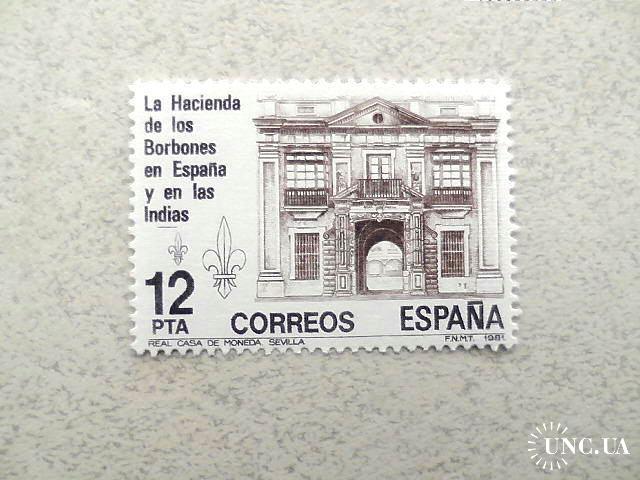 La Hacienda
de los
Borbones
en España
y en las
Indias
12
PTA
CORREOS ESPAÑA
REAL CASA DE MONEDA, SEVILLA
F.N.M.T. 1981
UNC.UA